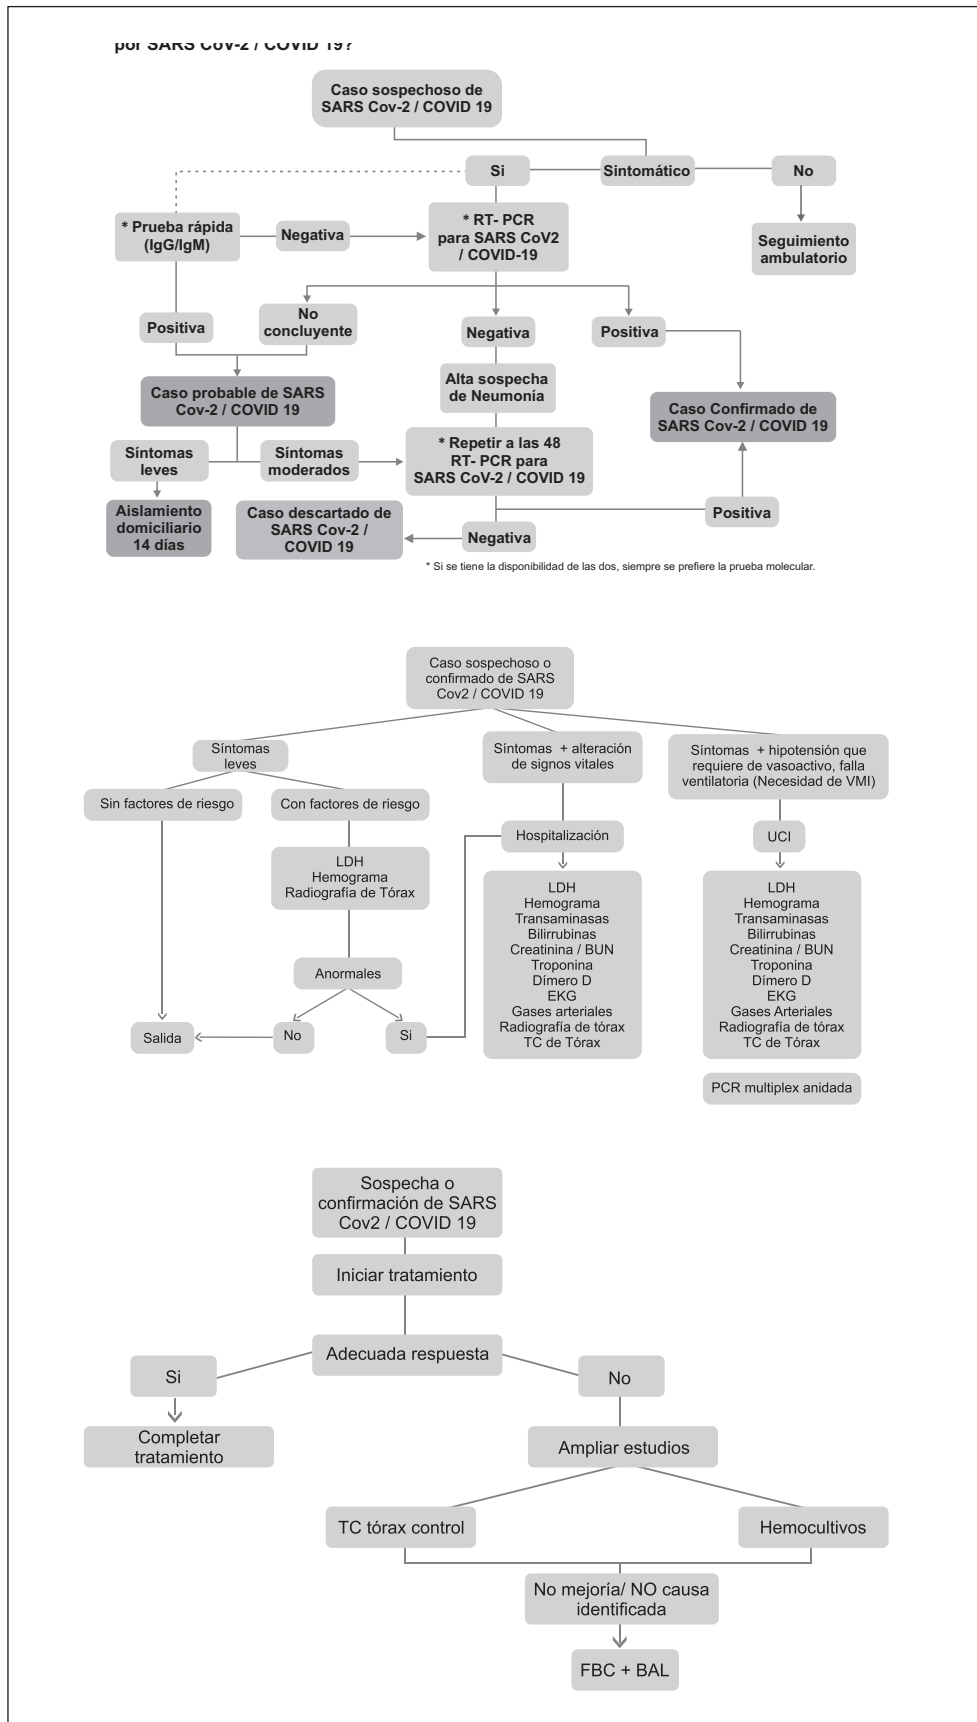 por SARS CoV-2 / COVID 19?
Caso sospechoso de
SARS Cov-2 / COVID 19
Si
Sintomático
No
* Prueba rápida
(IgG/IgM)
Negativa
* RT- PCR
para SARS CoV2
/ COVID-19
Seguimiento
ambulatorio
Positiva
No
concluyente
Negativa
Positiva
Alta sospecha
de Neumonía
Caso probable de SARS
Cov-2 / COVID 19
Caso Confirmado de
SARS Cov-2 / COVID 19
Síntomas
leves
Síntomas
moderados
* Repetir a las 48
RT- PCR para
SARS CoV-2 / COVID 19
Aislamiento
domiciliario
14 días
Caso descartado de
SARS Cov-2 /
COVID 19
Negativa
Positiva
* Si se tiene la disponibilidad de las dos, siempre se prefiere la prueba molecular.
Caso sospechoso o
confirmado de SARS
Cov2 / COVID 19
Síntomas
leves
Síntomas + alteración
de signos vitales
Síntomas + hipotensión que
requiere de vasoactivo, falla
ventilatoria (Necesidad de VMI)
Sin factores de riesgo
Con factores de riesgo
Hospitalización
UCI
LDH
Hemograma
Radiografía de Tórax
LDH
Hemograma
Transaminasas
Bilirrubinas
Creatinina / BUN
Troponina
Dímero D
EKG
Gases arteriales
Radiografía de tórax
TC de Tórax
LDH
Hemograma
Transaminasas
Bilirrubinas
Creatinina / BUN
Troponina
Dímero D
EKG
Gases Arteriales
Radiografía de tórax
TC de Tórax
Anormales
Salida
No
Si
PCR multiplex anidada
Sospecha o
confirmación de SARS
Cov2 / COVID 19
Iniciar tratamiento
Adecuada respuesta
Si
No
Completar
tratamiento
Ampliar estudios
TC tórax control
Hemocultivos
No mejoría/ NO causa
identificada
FBC + BAL